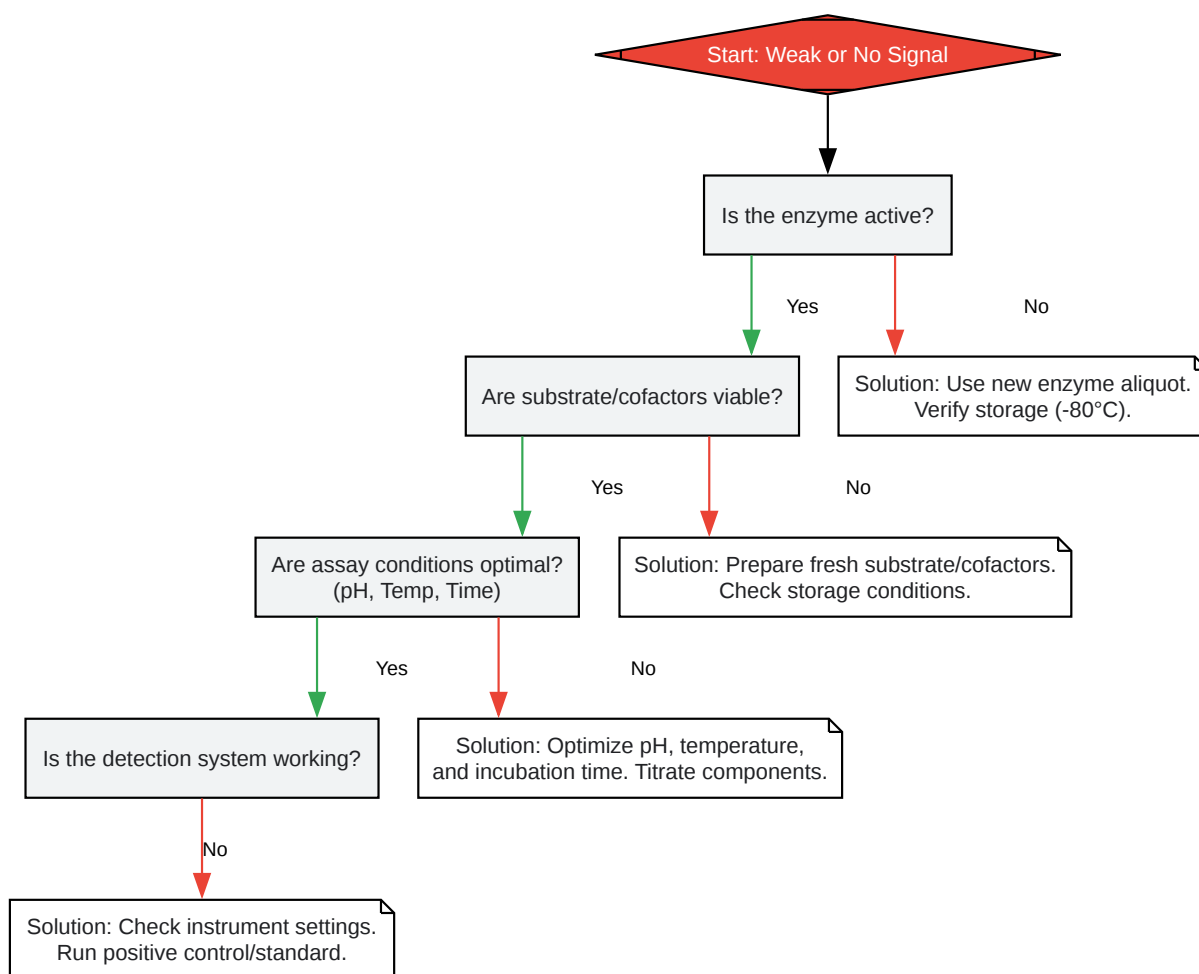 Start: Weak or No Signal
Is the enzyme active?
Yes
No
Are substrate/cofactors viable?
Solution: Use new enzyme aliquot.
Verify storage (-80°C).
Yes
No
Are assay conditions optimal?
(pH, Temp, Time)
Solution: Prepare fresh substrate/cofactors.
Check storage conditions.
Yes
No
Is the detection system working?
Solution: Optimize pH, temperature,
and incubation time. Titrate components.
No
Solution: Check instrument settings.
Run positive control/standard.